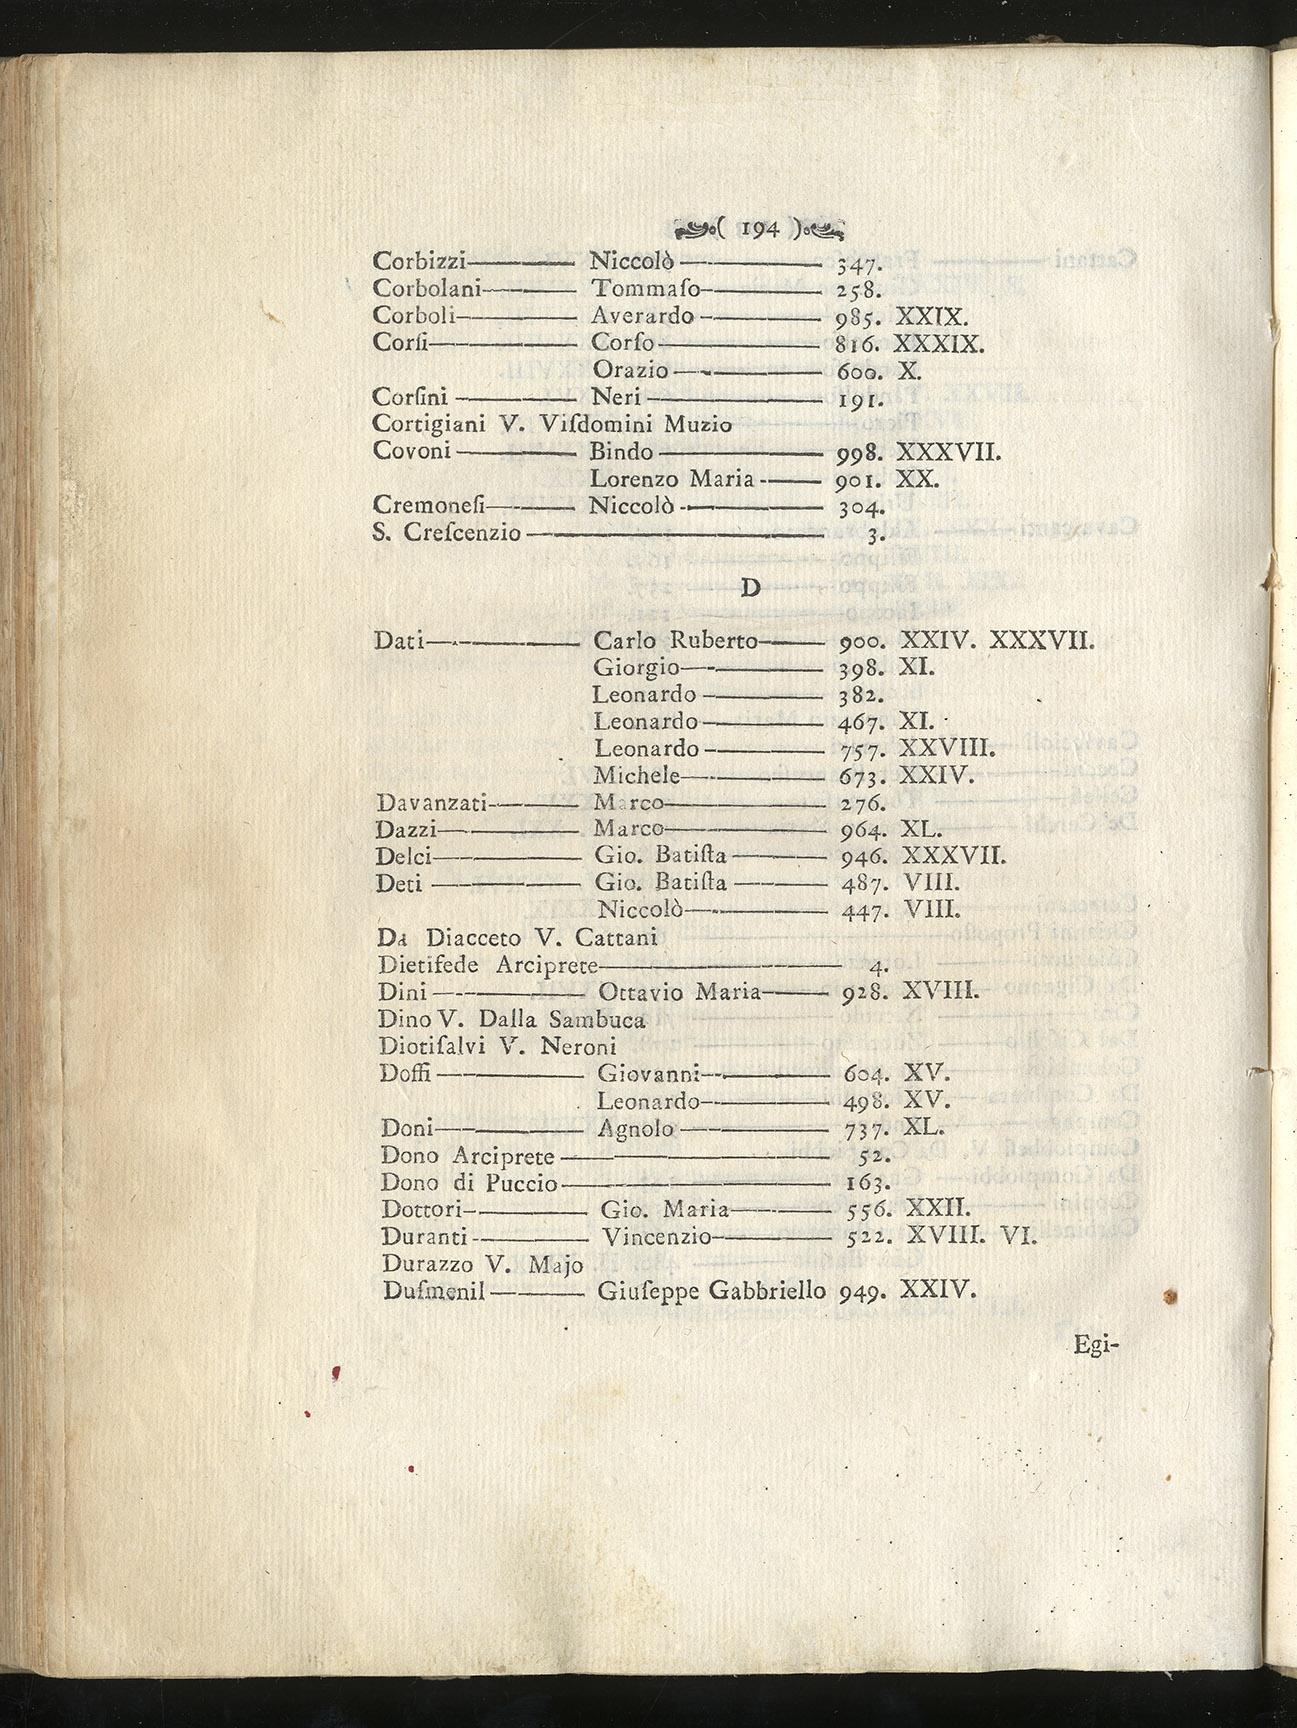 ( 194 )
Corbizzi——— Niccolò——— 347.
Corbolani——— Tommaſo——— 258.
Corboli——— Averardo——— 985. XXIX.
Corſi——— Corſo——— 816. XXXIX.
Orazio——— 600. X.
Corſini——— Neri——— 191.
Cortigiani V. Viſdomini Muzio
Covoni——— Bindo——— 998. XXXVII.
Lorenzo Maria——— 901. XX.
Cremoneſi——— Niccolò——— 304.
S. Creſcenzio——— 3.
D
Dati——— Carlo Ruberto——— 900. XXIV. XXXVII.
Giorgio——— 398. XI.
Leonardo——— 382.
Leonardo——— 467. XI.
Leonardo——— 757. XXVIII.
Michele——— 673. XXIV.
Davanzati——— Marco——— 276.
Dazzi——— Marco——— 964. XL.
Delci——— Gio. Batiſta——— 946. XXXVII.
Deti——— Gio. Batiſta——— 487. VIII.
Niccolò——— 447. VIII.
Da Diacceto V. Cattani
Dietifede Arciprete——— 4.
Dini——— Ottavio Maria——— 928. XVIII.
Dino V. Dalla Sambuca
Diotiſalvi V. Neroni
Doffi——— Giovanni——— 604. XV.
Leonardo——— 498. XV.
Doni——— Agnolo——— 737. XL.
Dono Arciprete——— 52.
Dono di Puccio——— 163.
Dottori——— Gio. Maria——— 556. XXII.
Duranti——— Vincenzio——— 522. XVIII. VI.
Durazzo V. Majo
Duſmenil——— Giuſeppe Gabbriello 949. XXIV.
Egi-